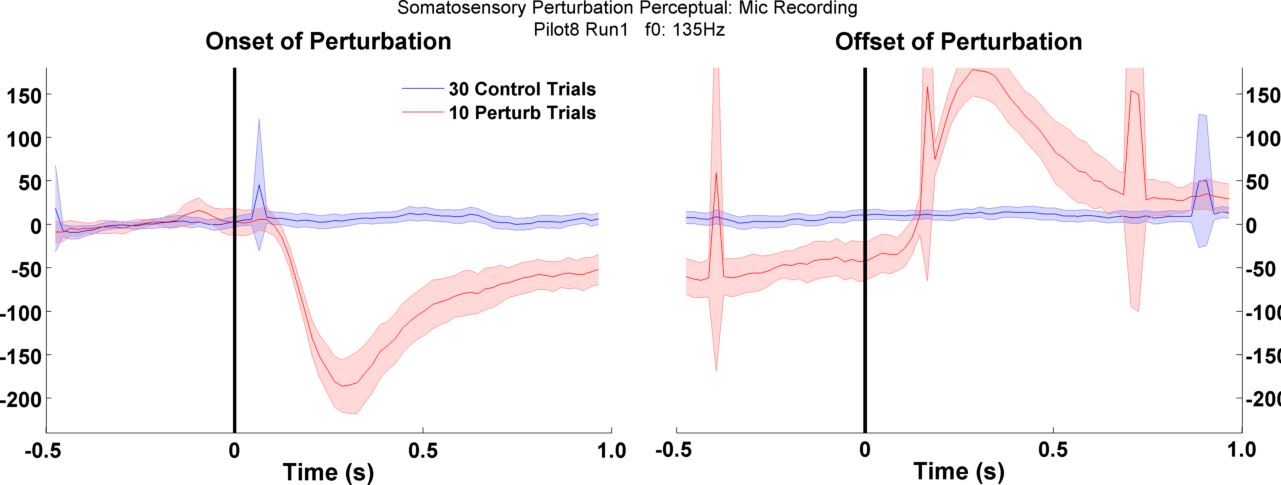 Somatosensory Perturbation Perceptual: Mic Recording
Pilot8 Run1 f0: 135Hz
Onset of Perturbation
Offset of Perturbation
30 Control Trials
10 Perturb Trials
150
100
50
0
-50
-100
-150
-200
-0.5 0 0.5 1.0
Time (s)
150
100
50
0
-50
-100
-150
-200
-0.5 0 0.5 1.0
Time (s)